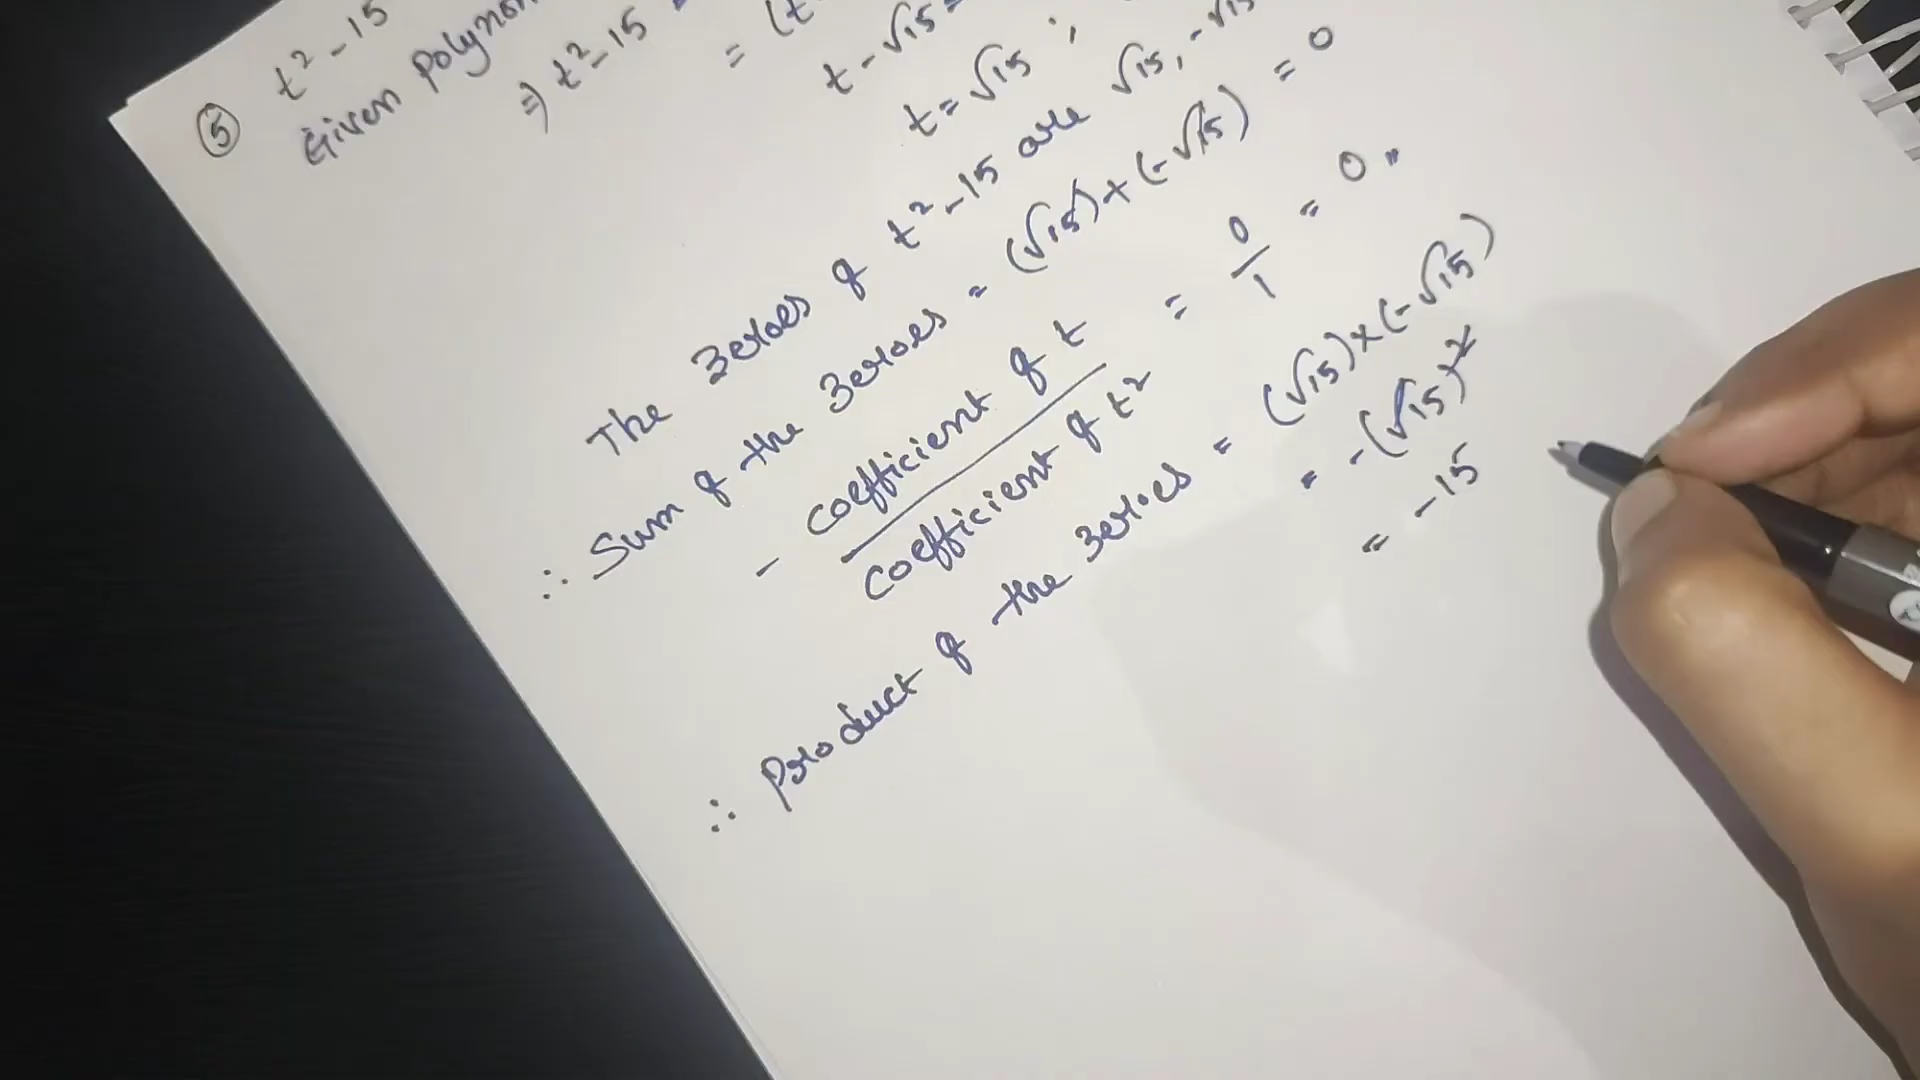 ⑤ t² - 15
Given Polynom
⇒ t² - 15
= (t
t - √15 =
t = √15 ;
The zeroes of t² - 15 are √15, -√15
∴ Sum of the zeroes = (√15) + (-√15) = 0
- coefficient of t / coefficient of t² = 0/1 = 0 "
∴ Product of the zeroes = (√15) × (-√15)
= -(√15)²
= -15